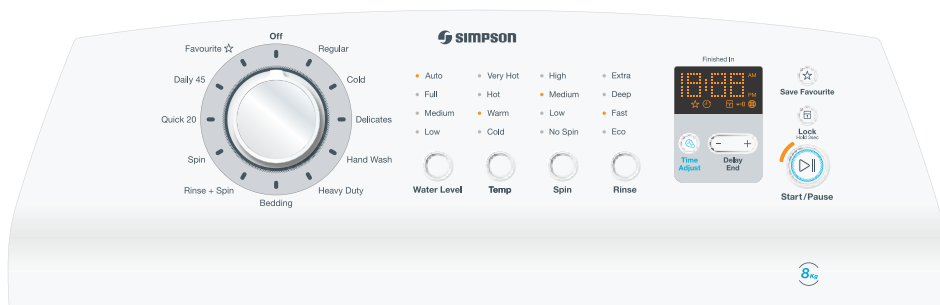 SIMPSON
Off
Regular
Cold
Delicates
Hand Wash
Heavy Duty
Bedding
Rinse + Spin
Spin
Quick 20
Daily 45
Favourite ☆
Auto
Full
Medium
Low
Water Level
Very Hot
Hot
Warm
Cold
Temp
High
Medium
Low
No Spin
Spin
Extra
Deep
Fast
Eco
Rinse
Finished In
18:88 AM
PM
Time
Adjust
- +
Delay
End
Save Favourite
Lock
Hold 3sec
Start/Pause
8Kg